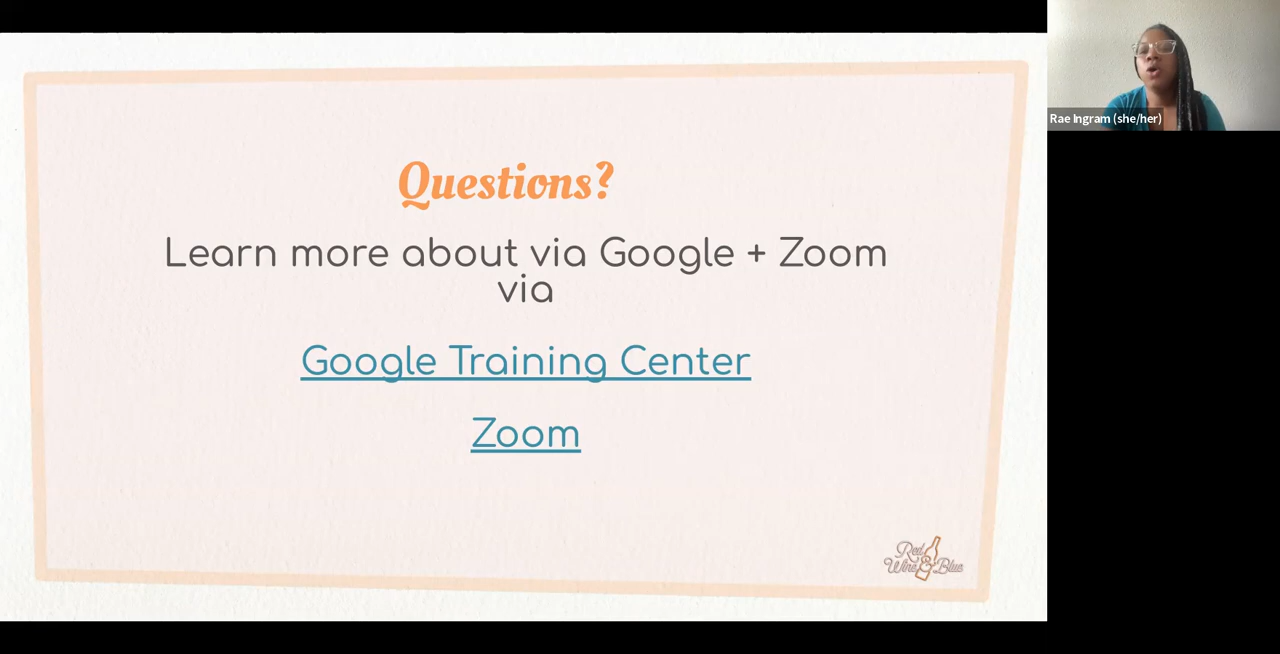 Questions?
Learn more about via Google + Zoom
via
Google Training Center
Zoom
Red
Wine & Blue
Rae Ingram (she/her)